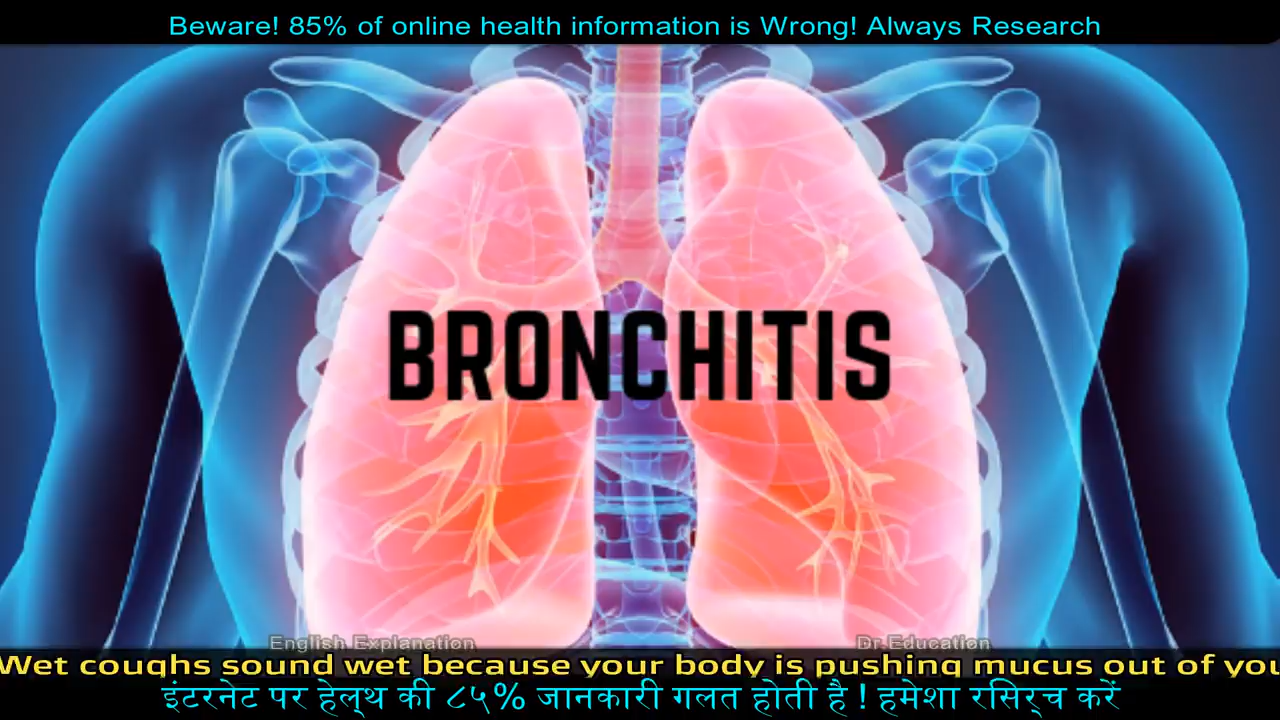 Beware! 85% of online health information is Wrong! Always Research
BRONCHITIS
English Explanation
Dr.Education
Wet coughs sound wet because your body is pushing mucus out of you
इंटरनेट पर हेल्थ की ८५% जानकारी गलत होती है ! हमेशा रसिर्च करें